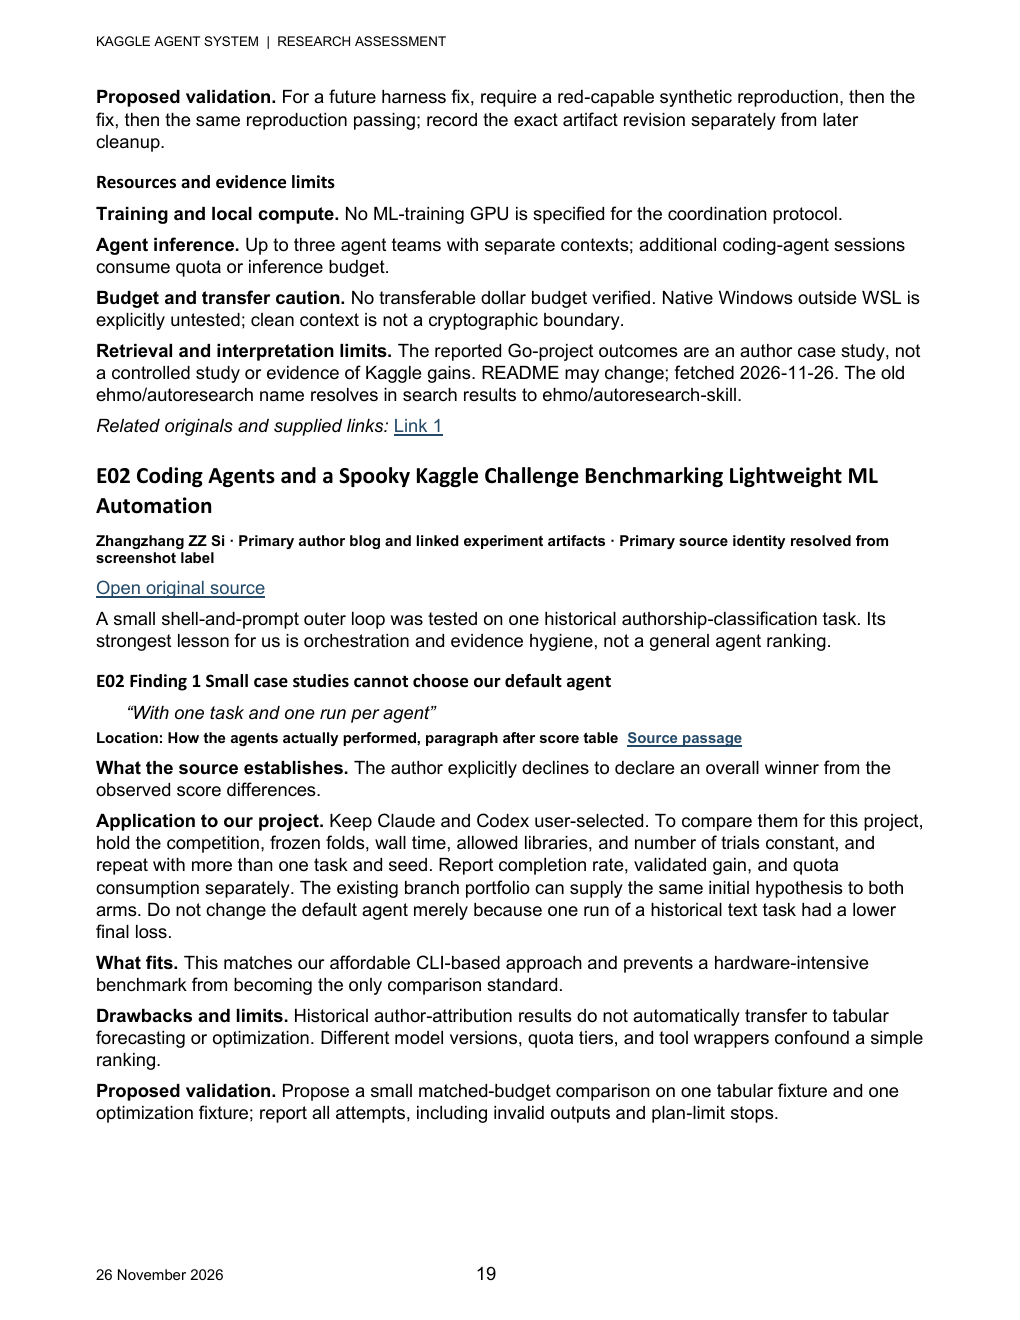 KAGGLE AGENT SYSTEM | RESEARCH ASSESSMENT
Proposed validation. For a future harness fix, require a red-capable synthetic reproduction, then the
fix, then the same reproduction passing; record the exact artifact revision separately from later
cleanup.
Resources and evidence limits
Training and local compute. No ML-training GPU is specified for the coordination protocol.
Agent inference. Up to three agent teams with separate contexts; additional coding-agent sessions
consume quota or inference budget.
Budget and transfer caution. No transferable dollar budget verified. Native Windows outside WSL is
explicitly untested; clean context is not a cryptographic boundary.
Retrieval and interpretation limits. The reported Go-project outcomes are an author case study, not
a controlled study or evidence of Kaggle gains. README may change; fetched 2026-11-26. The old
ehmo/autoresearch name resolves in search results to ehmo/autoresearch-skill.
Related originals and supplied links: Link 1
E02 Coding Agents and a Spooky Kaggle Challenge Benchmarking Lightweight ML
Automation
Zhangzhang ZZ Si · Primary author blog and linked experiment artifacts · Primary source identity resolved from
screenshot label
Open original source
A small shell-and-prompt outer loop was tested on one historical authorship-classification task. Its
strongest lesson for us is orchestration and evidence hygiene, not a general agent ranking.
E02 Finding 1 Small case studies cannot choose our default agent
“With one task and one run per agent”
Location: How the agents actually performed, paragraph after score table Source passage
What the source establishes. The author explicitly declines to declare an overall winner from the
observed score differences.
Application to our project. Keep Claude and Codex user-selected. To compare them for this project,
hold the competition, frozen folds, wall time, allowed libraries, and number of trials constant, and
repeat with more than one task and seed. Report completion rate, validated gain, and quota
consumption separately. The existing branch portfolio can supply the same initial hypothesis to both
arms. Do not change the default agent merely because one run of a historical text task had a lower
final loss.
What fits. This matches our affordable CLI-based approach and prevents a hardware-intensive
benchmark from becoming the only comparison standard.
Drawbacks and limits. Historical author-attribution results do not automatically transfer to tabular
forecasting or optimization. Different model versions, quota tiers, and tool wrappers confound a simple
ranking.
Proposed validation. Propose a small matched-budget comparison on one tabular fixture and one
optimization fixture; report all attempts, including invalid outputs and plan-limit stops.
26 November 2026
19